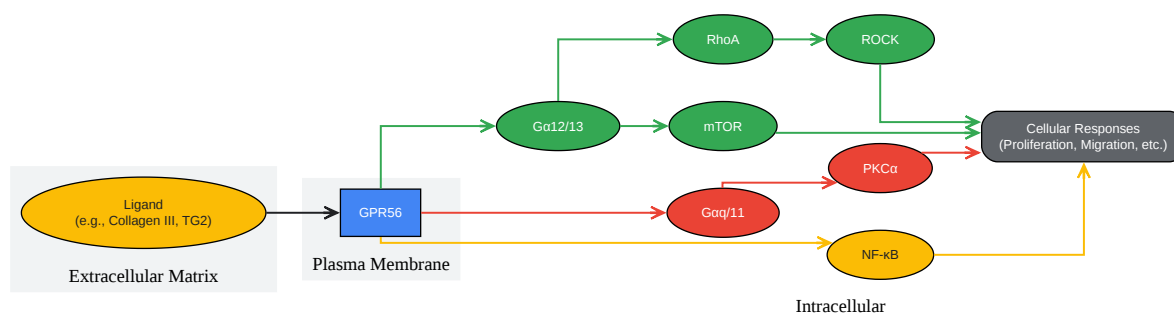 RhoA
ROCK
Gα12/13
mTOR
Cellular Responses
(Proliferation, Migration, etc.)
PKCα
Ligand
(e.g., Collagen III, TG2)
GPR56
Gαq/11
NF-κB
Extracellular Matrix
Plasma Membrane
Intracellular